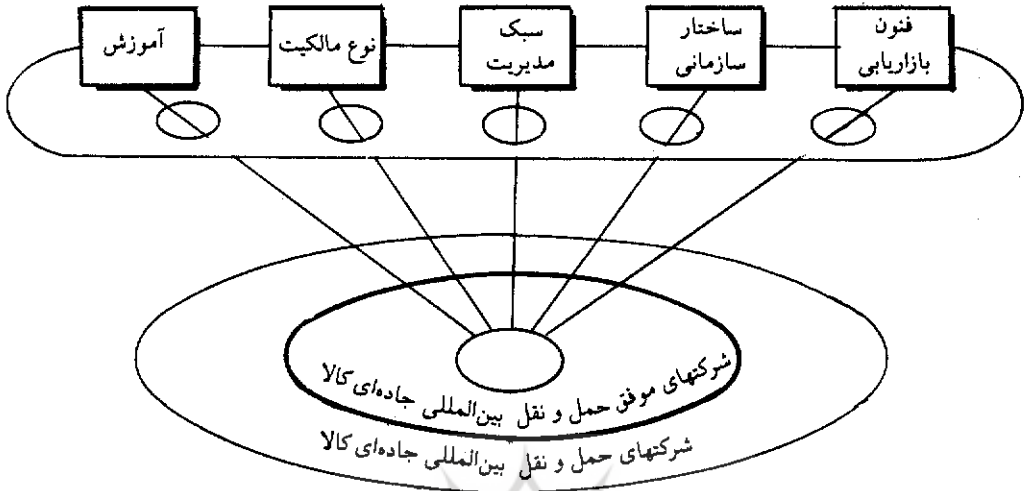 فنون
بازاریابی
ساختار
سازمانی
سبک
مدیریت
نوع مالکیت
آموزش
شرکتهای موفق حمل و نقل بین‌المللی جاده‌ای کالا
شرکتهای حمل و نقل بین‌المللی جاده‌ای کالا